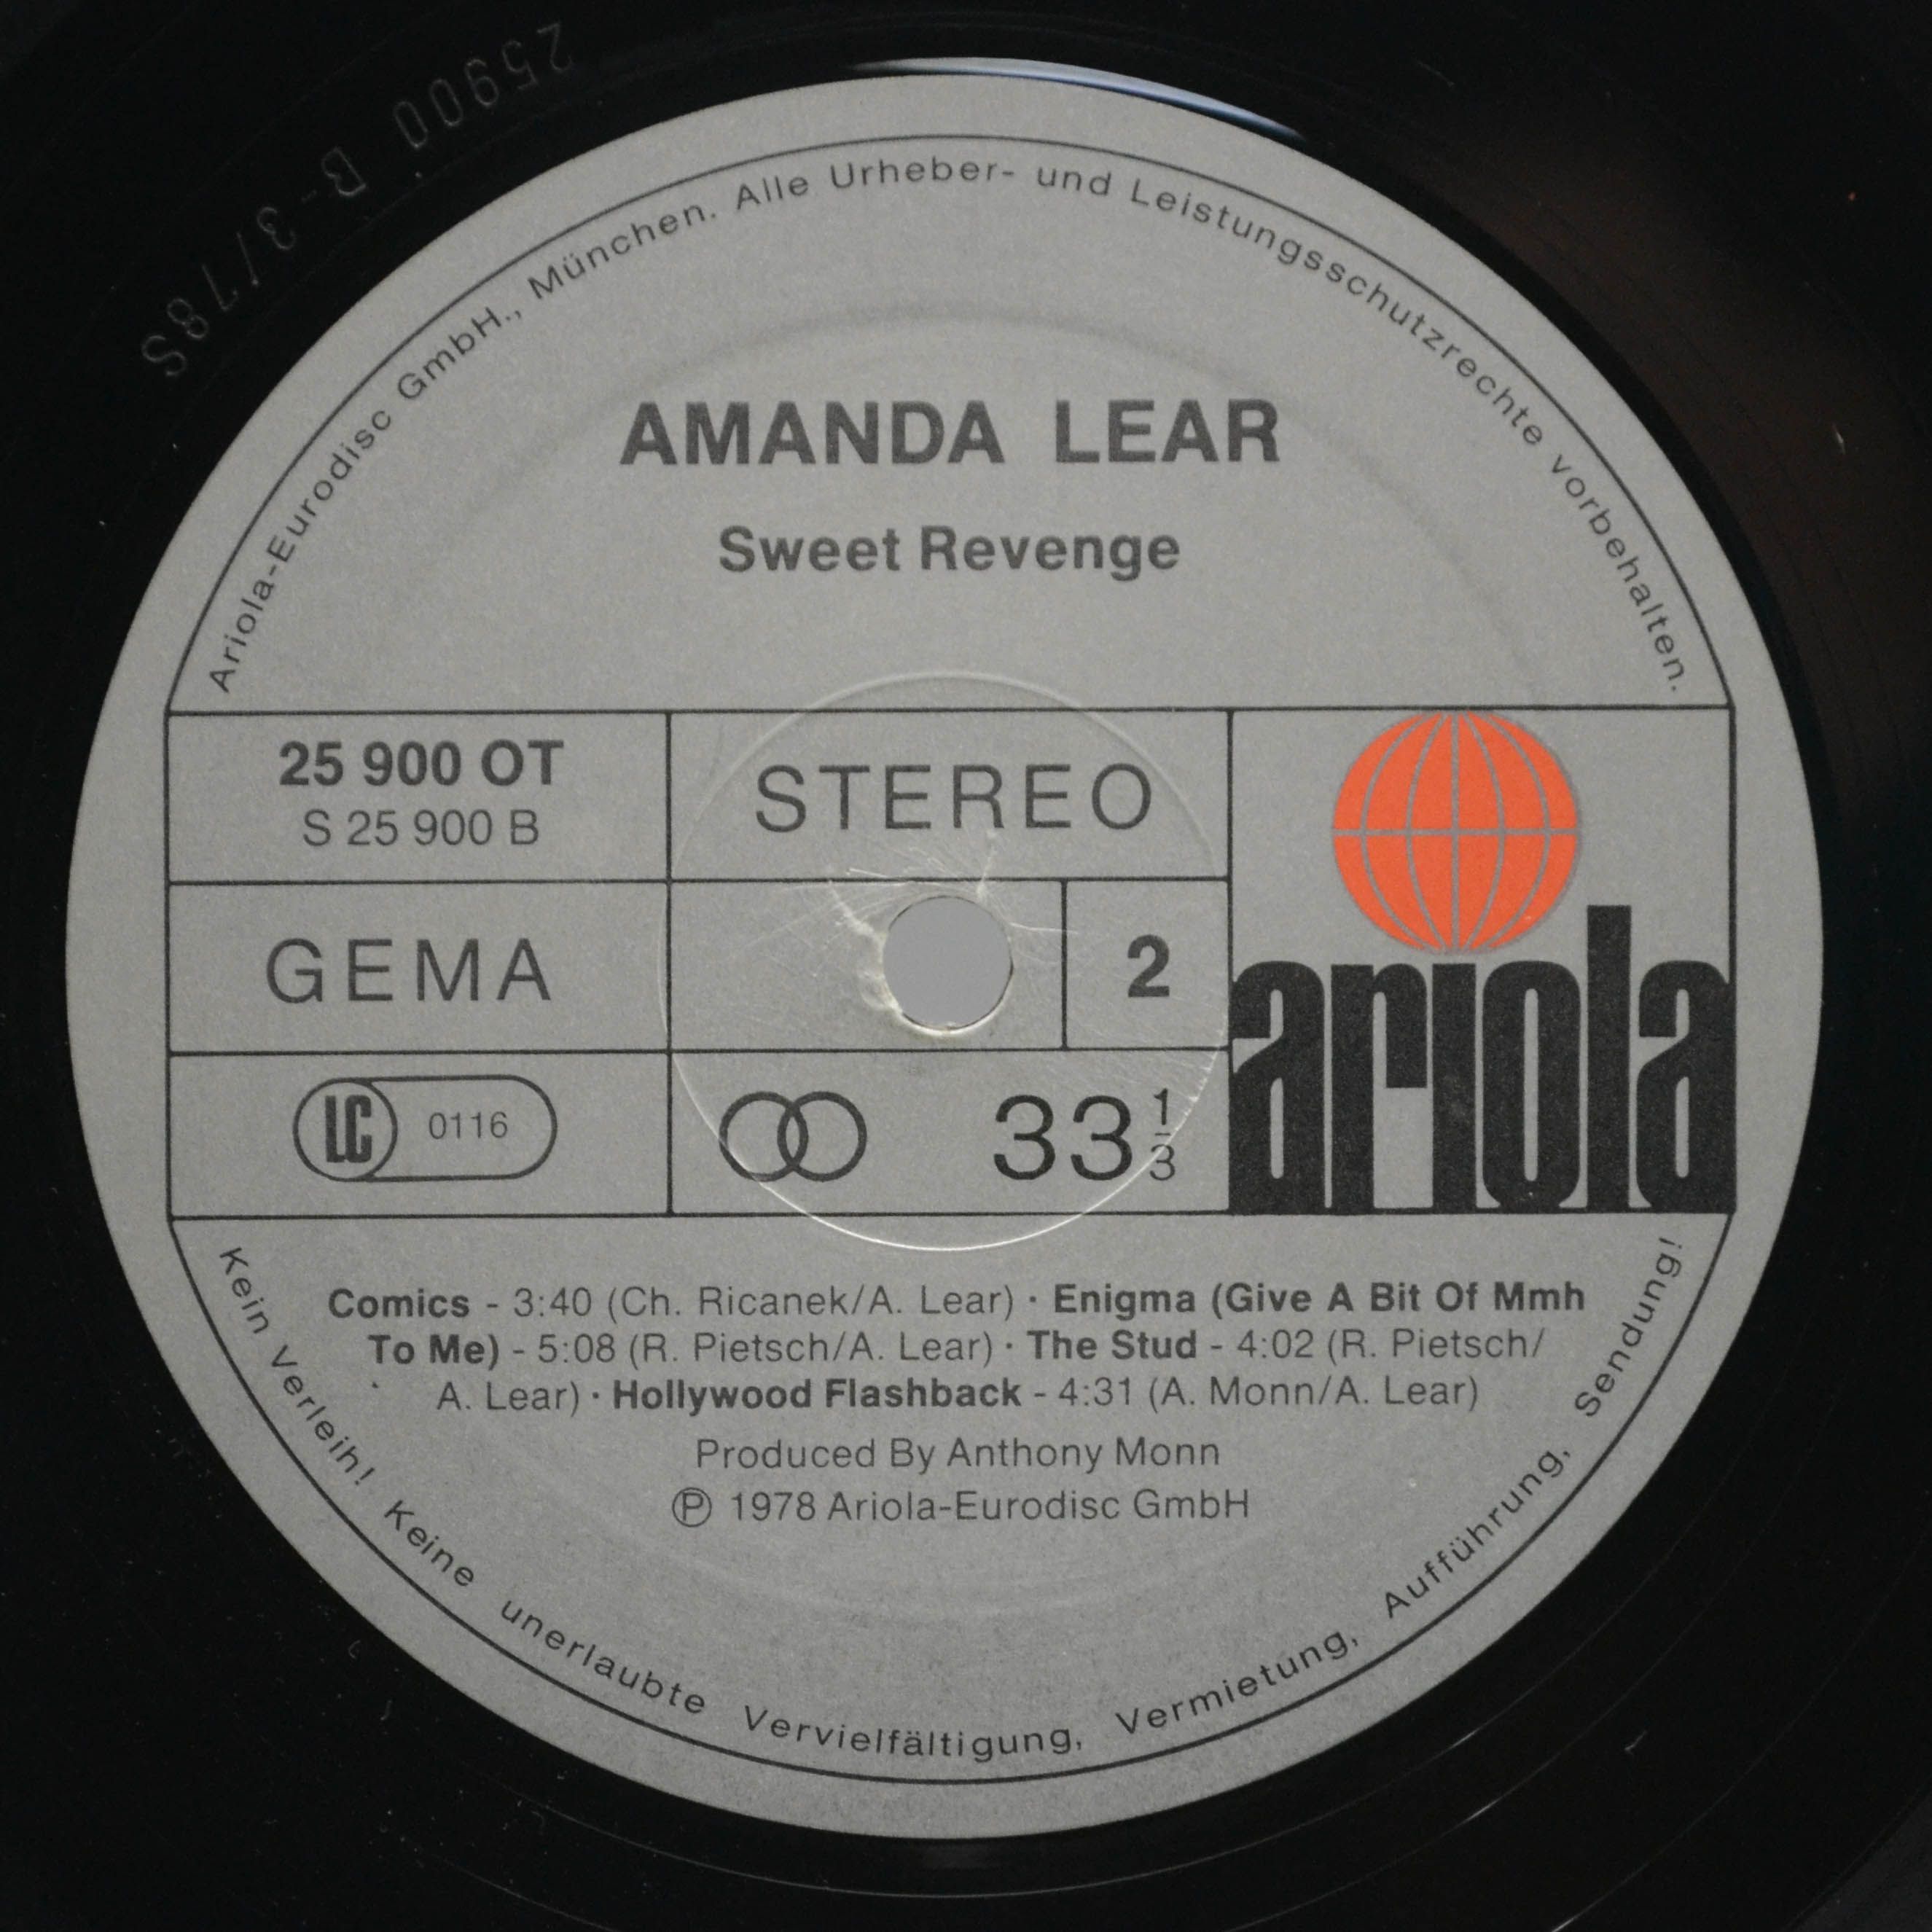 25900 B-3/78S
Ariola-Eurodisc GmbH., München. Alle Urheber- und Leistungsschutzrechte vorbehalten.
AMANDA LEAR
Sweet Revenge
25 900 OT
S 25 900 B
STEREO
GEMA
2
ariola
LC 0116
33 1/3
Comics - 3:40 (Ch. Ricanek/A. Lear) · Enigma (Give A Bit Of Mmh
To Me) - 5:08 (R. Pietsch/A. Lear) · The Stud - 4:02 (R. Pietsch/
A. Lear) · Hollywood Flashback - 4:31 (A. Monn/A. Lear)
Produced By Anthony Monn
Ⓟ 1978 Ariola-Eurodisc GmbH
Kein Verleih! Keine unerlaubte Vervielfältigung, Vermietung, Aufführung, Sendung!